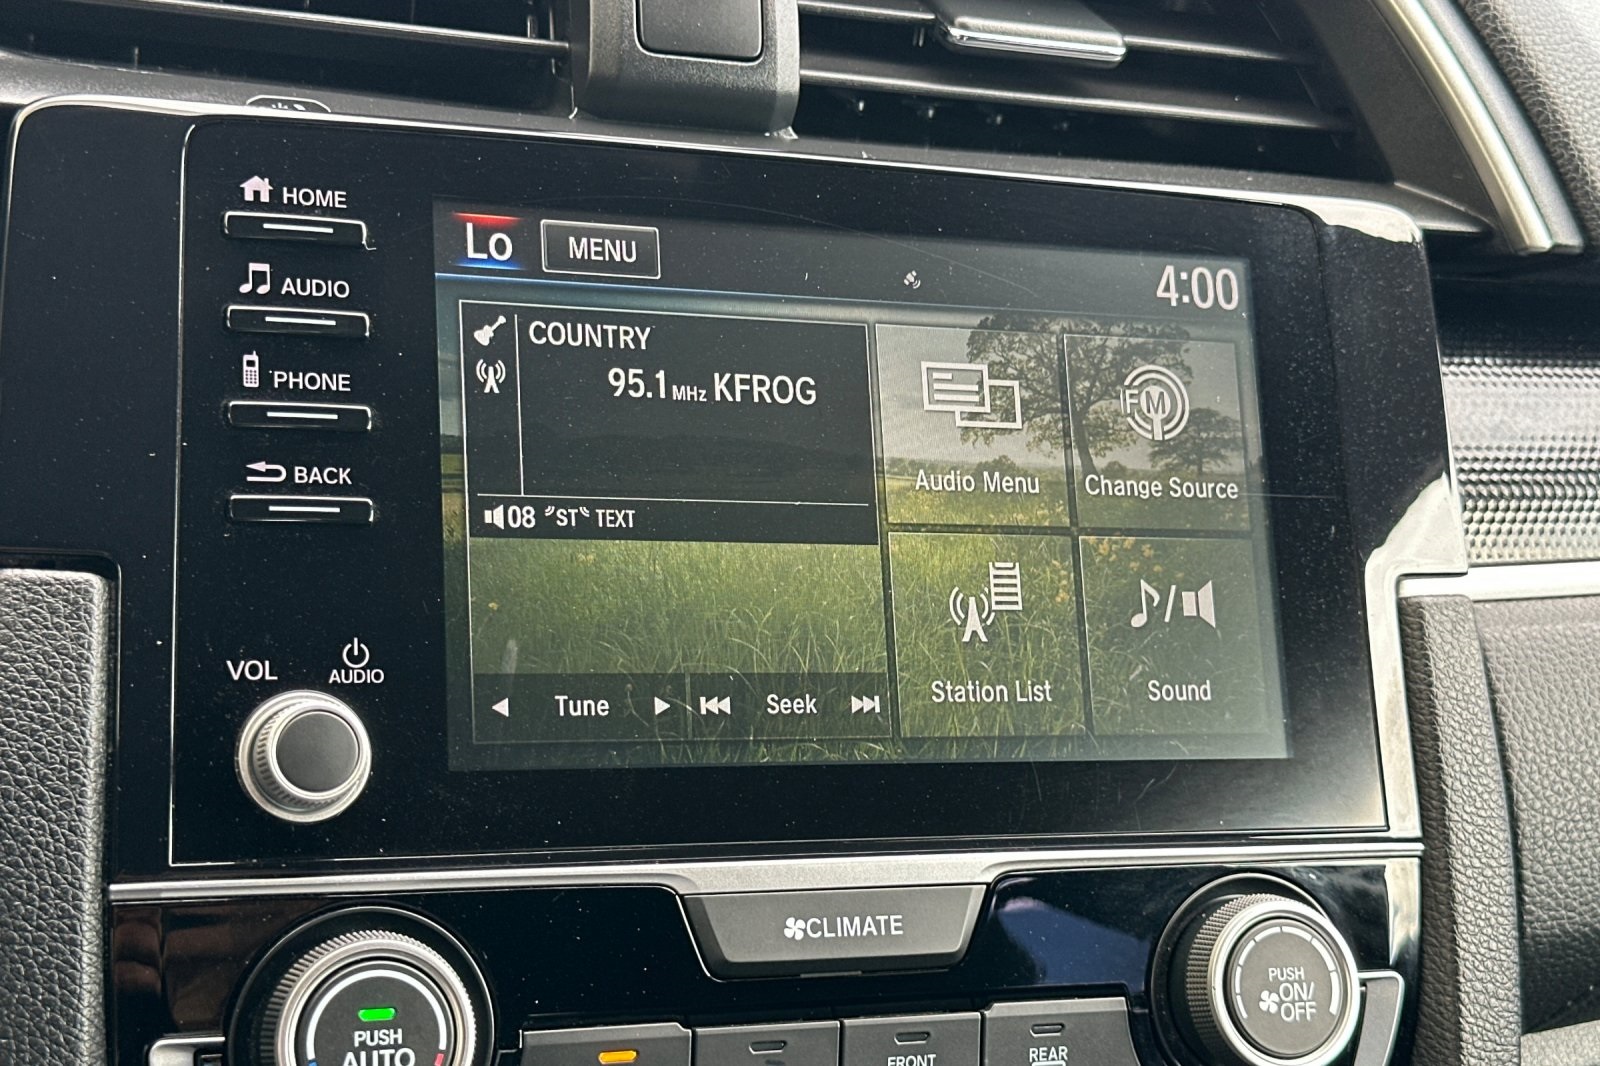 HOME
AUDIO
PHONE
BACK
VOL
AUDIO
Lo
MENU
4:00
COUNTRY
95.1 MHz KFROG
08 ST TEXT
Tune
Seek
Audio Menu
Change Source
FM
Station List
Sound
CLIMATE
PUSH
AUTO
FRONT
REAR
PUSH
ON/
OFF